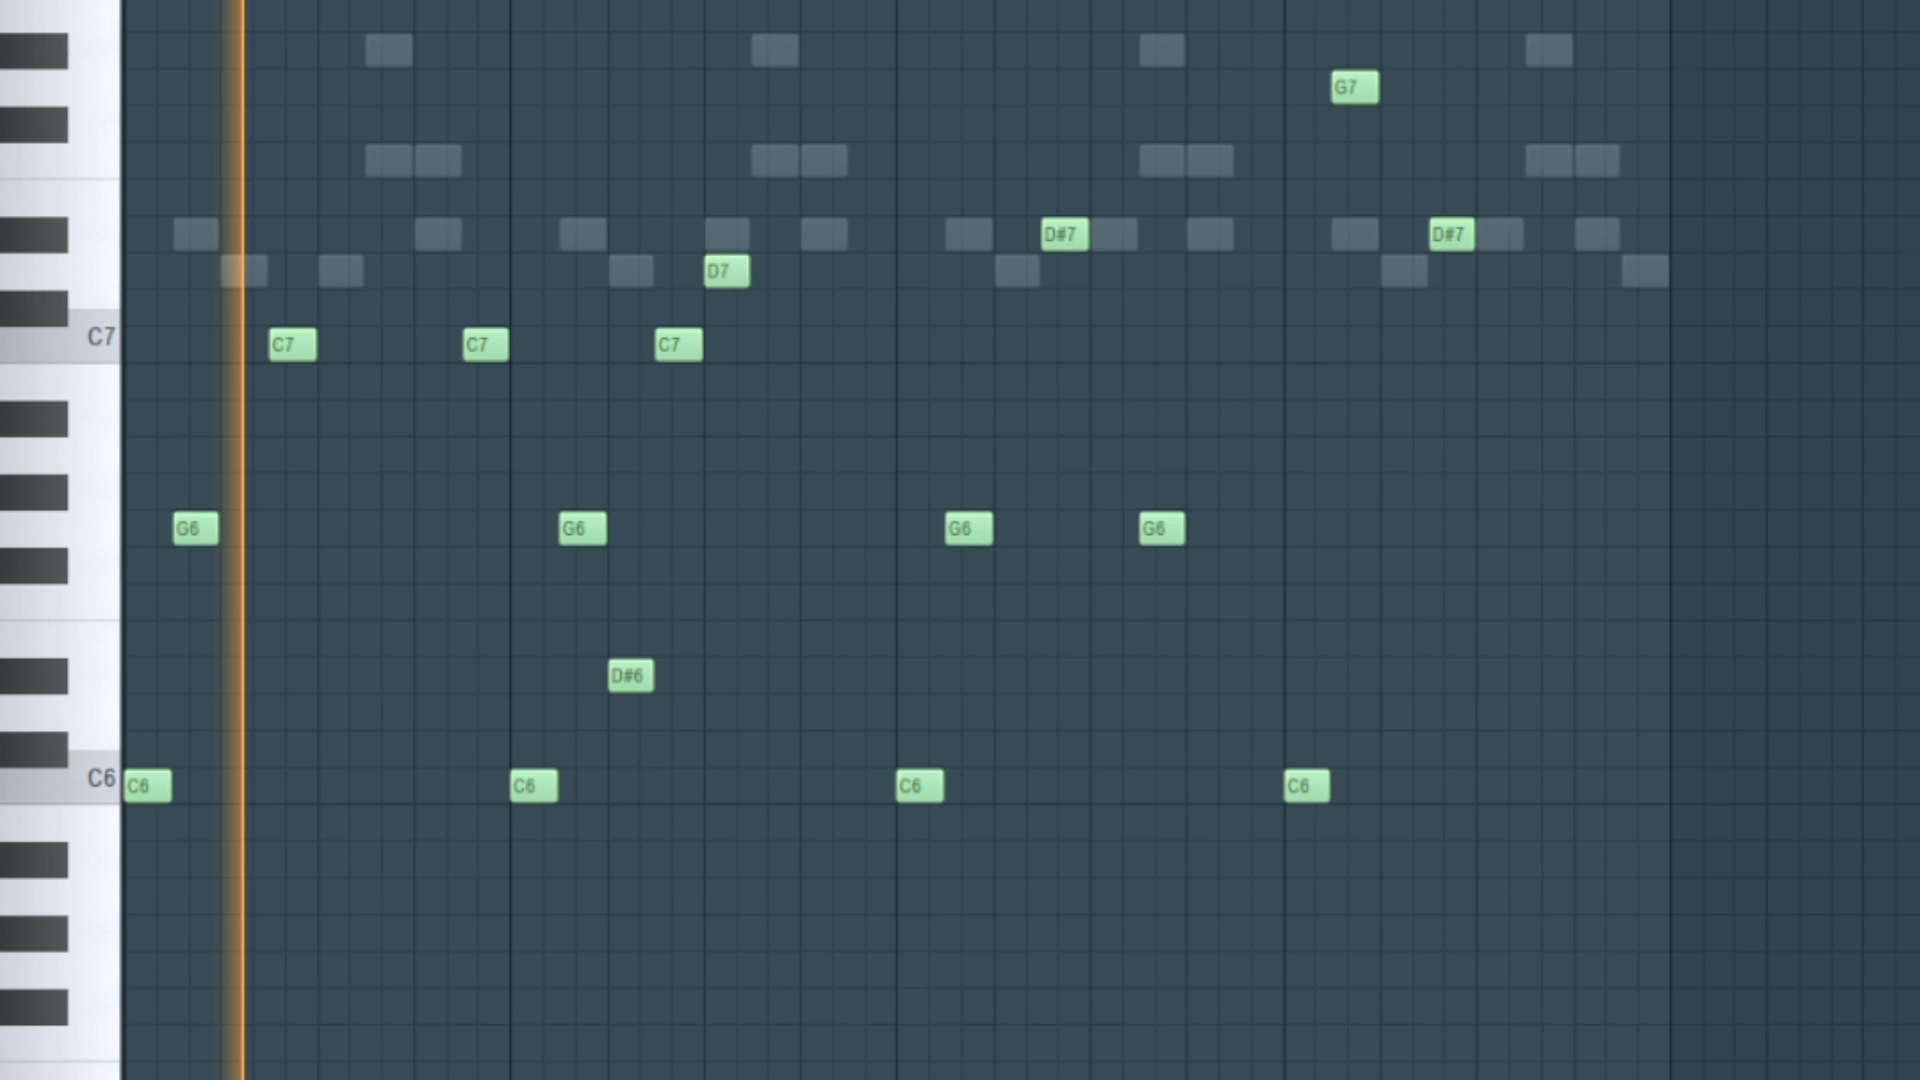 G7
D#7 D#7
D7
C7 C7 C7 C7
G6 G6 G6 G6
D#6
C6 C6 C6 C6 C6